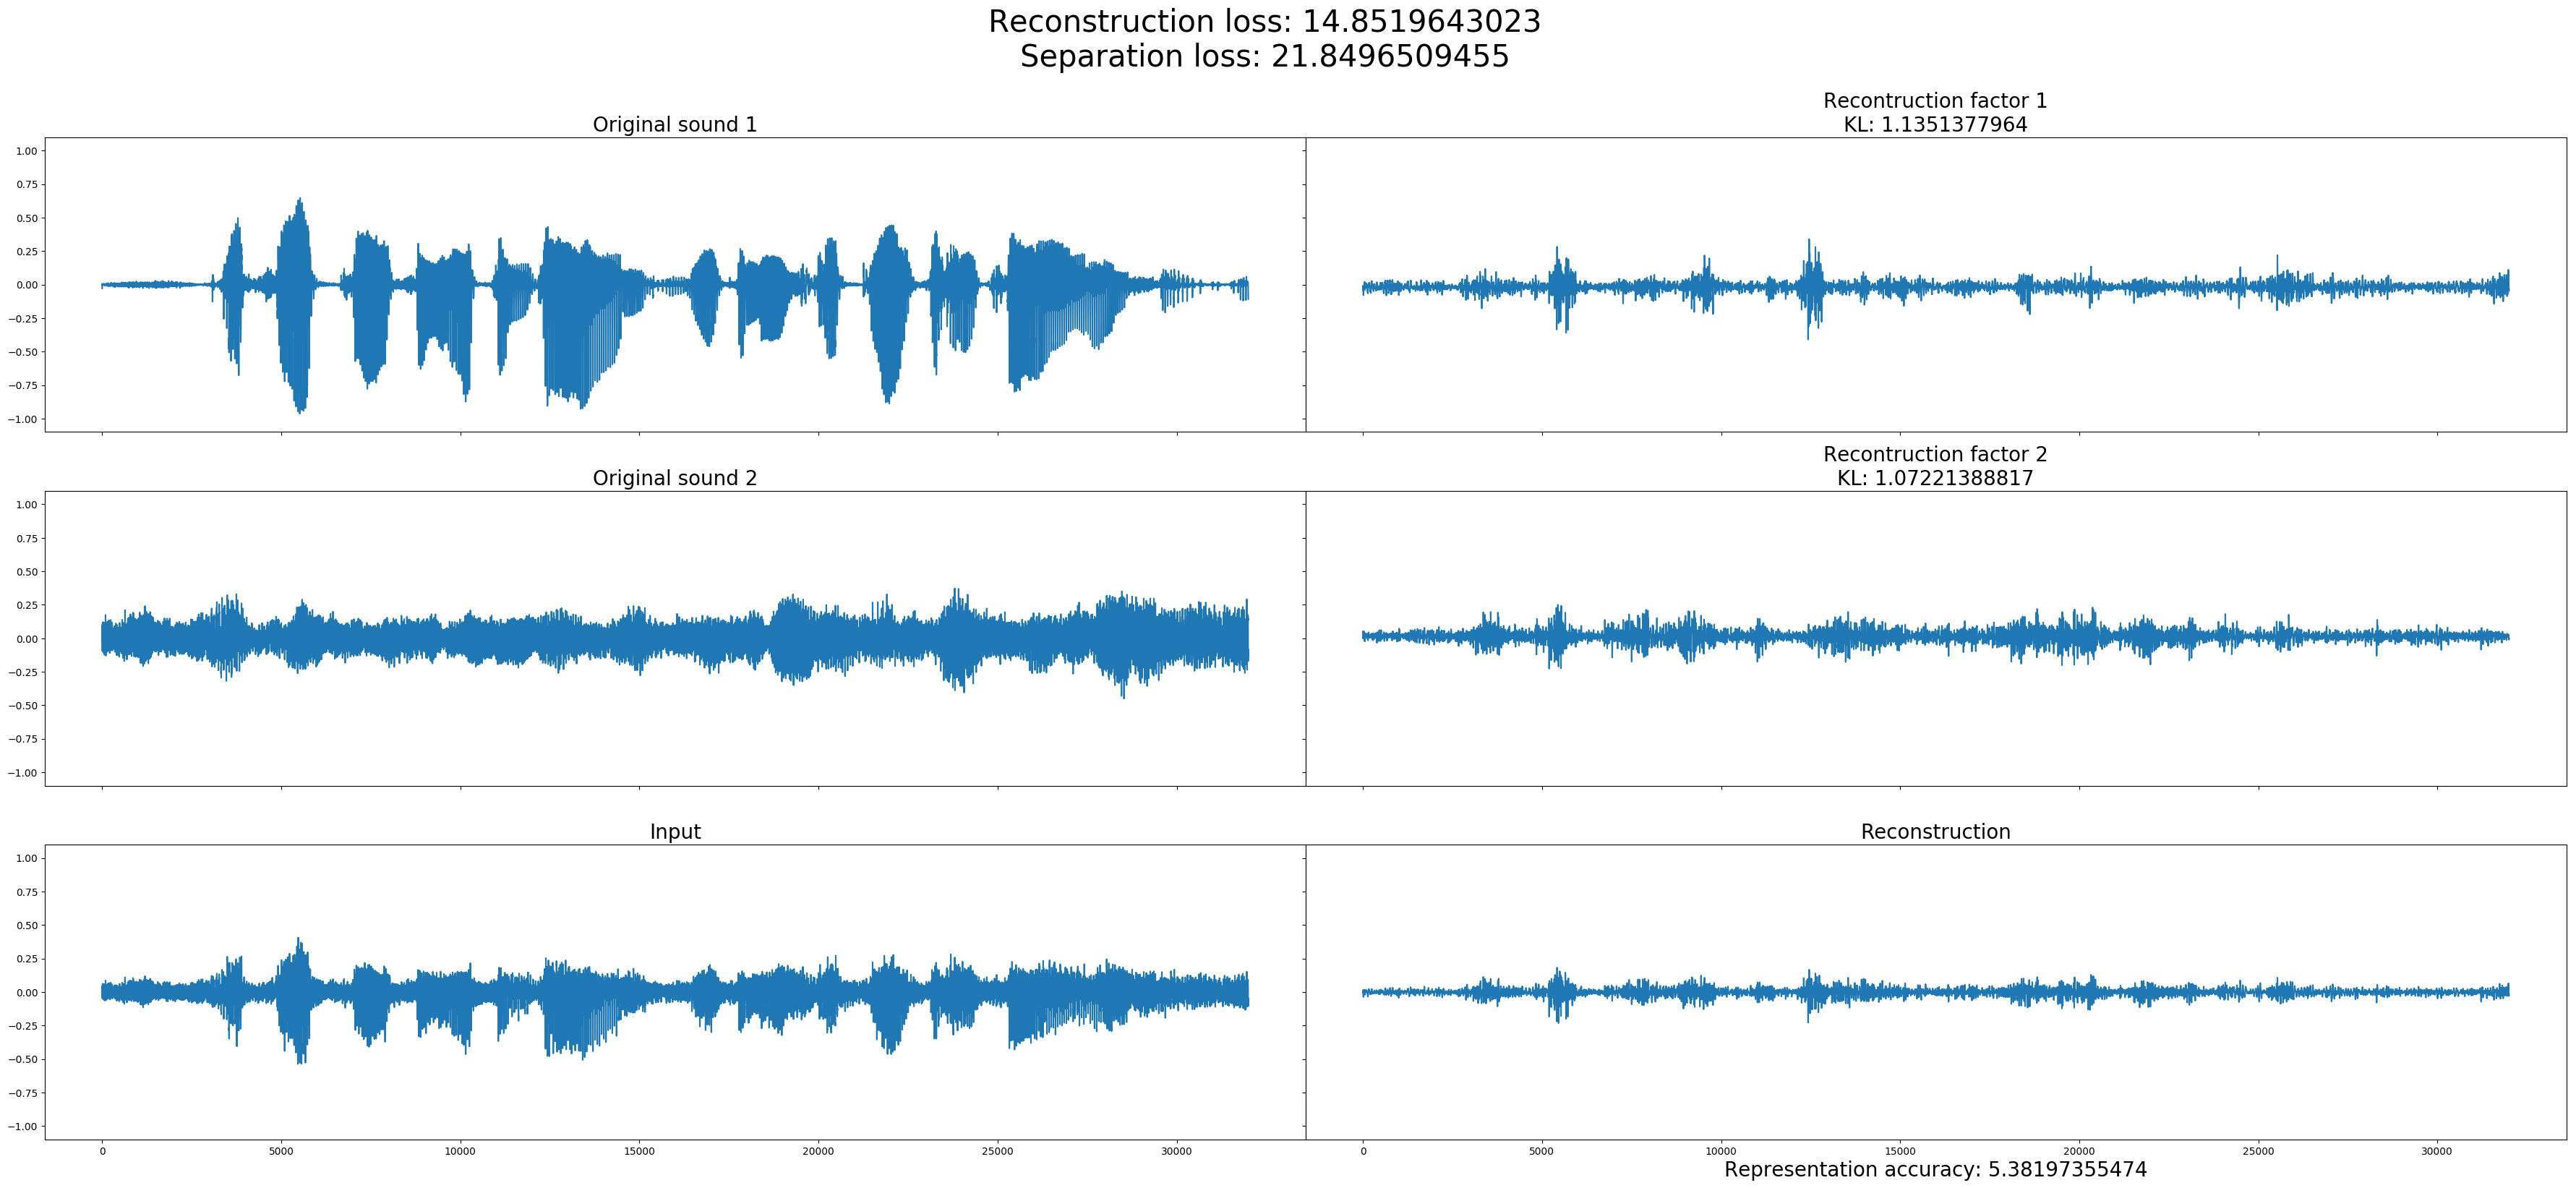 Reconstruction loss: 14.8519643023
Separation loss: 21.8496509455
Original sound 1
Recontruction factor 1
KL: 1.1351377964
1.00
0.75
0.50
0.25
0.00
−0.25
−0.50
−0.75
−1.00
Original sound 2
Recontruction factor 2
KL: 1.07221388817
1.00
0.75
0.50
0.25
0.00
−0.25
−0.50
−0.75
−1.00
Input
Reconstruction
1.00
0.75
0.50
0.25
0.00
−0.25
−0.50
−0.75
−1.00
0 5000 10000 15000 20000 25000 30000 0 5000 10000 15000 20000 25000 30000
Representation accuracy: 5.38197355474